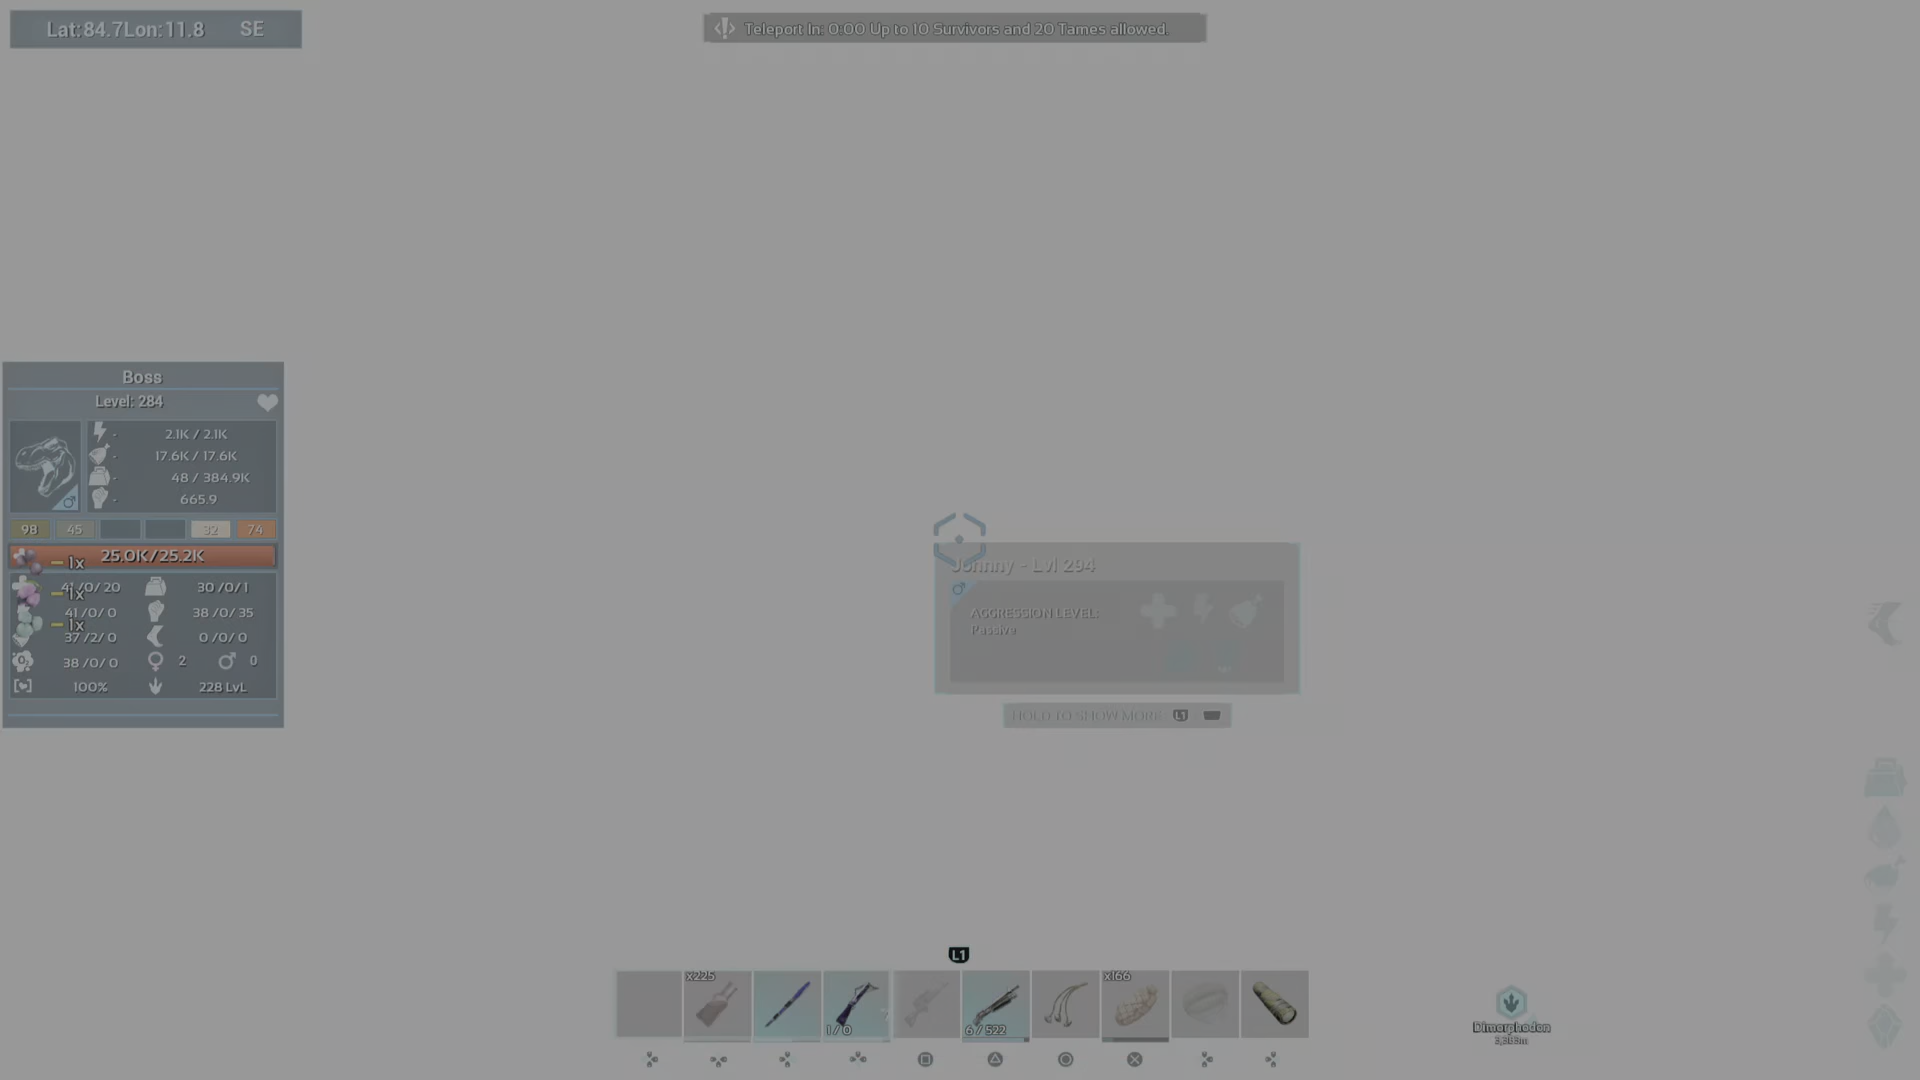 Lat:84.7Lon:11.8 SE
Teleport In: 0:00 Up to 10 Survivors and 20 Tames allowed.
Boss
Level: 284
2.1K / 2.1K
17.6K / 17.6K
48 / 384.9K
665.9
98 45 32 74
25.0K/25.2K
1x
41/0/20 30/0/1
1x
41/0/0 38/0/35
1x
37/2/0 0/0/0
38/0/0 2 0
100% 228 LvL
Johnny - Lvl 294
AGGRESSION LEVEL:
Passive
HOLD TO SHOW MORE L1
L1
x225 x166
1/0 6/522
Dimorphodon